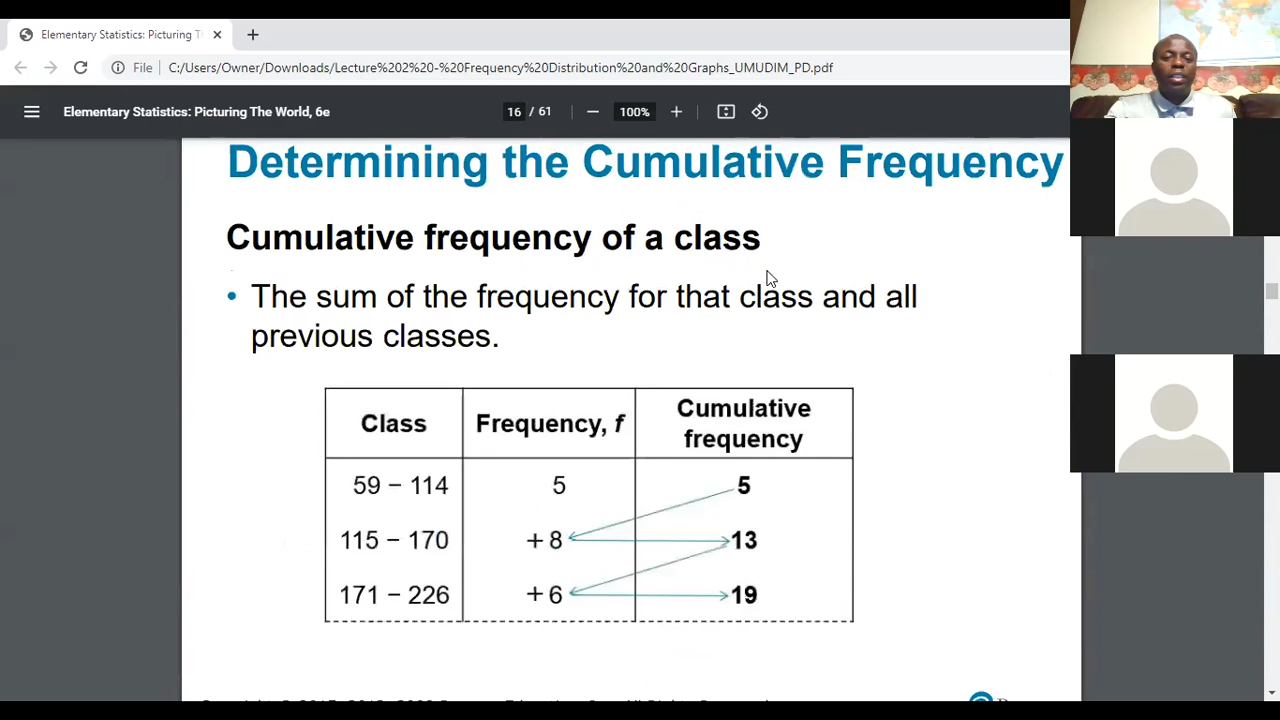 Elementary Statistics: Picturing T
File C:/Users/Owner/Downloads/Lecture%202%20-%20Frequency%20Distribution%20and%20Graphs_UMUDIM_PD.pdf
Elementary Statistics: Picturing The World, 6e
16 / 61
100%
Determining the Cumulative Frequency
Cumulative frequency of a class
• The sum of the frequency for that class and all
previous classes.
Class Frequency, f Cumulative frequency
59 – 114 5 5
115 – 170 + 8 13
171 – 226 + 6 19